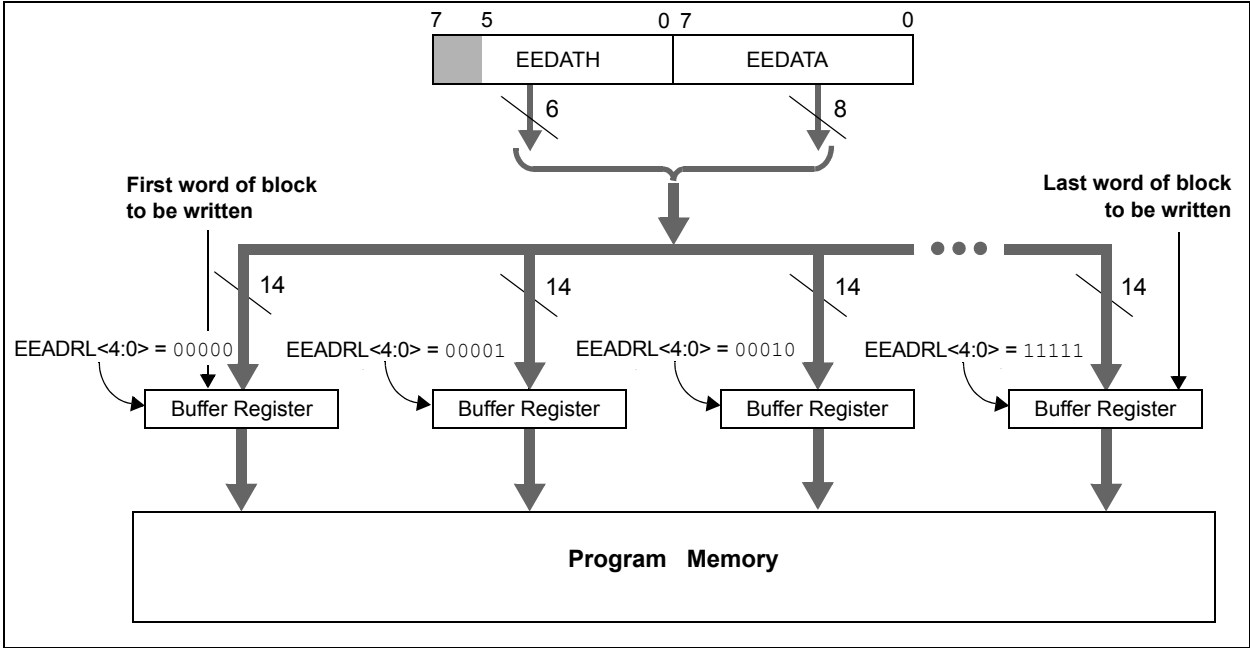 7 5 0 7 0
EEDATH EEDATA
6 8
First word of block
to be written
Last word of block
to be written
14 14 14 14
EEADRL<4:0> = 00000 EEADRL<4:0> = 00001 EEADRL<4:0> = 00010 EEADRL<4:0> = 11111
Buffer Register Buffer Register Buffer Register Buffer Register
Program Memory